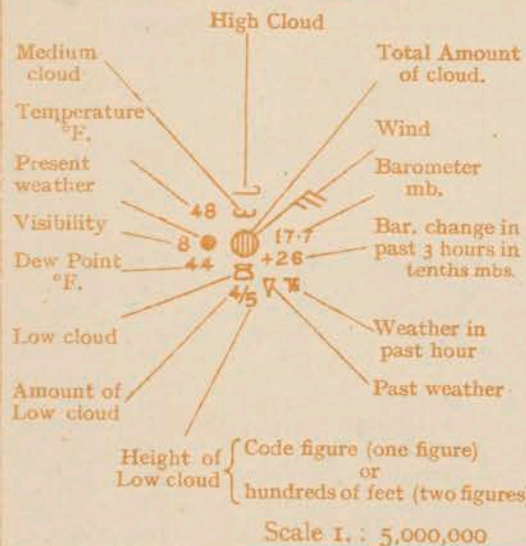 High Cloud
Medium
cloud
Total Amount
of cloud.
Temperature
°F.
Wind
Present
weather
Barometer
mb.
48
Visibility
8
17·7
Bar. change in
past 3 hours in
tenths mbs.
Dew Point
°F.
44
+26
4/5
Low cloud
Weather in
past hour
Amount of
Low cloud
Past weather
Height of
Low cloud
Code figure (one figure)
or
hundreds of feet (two figures
Scale 1. : 5,000,000